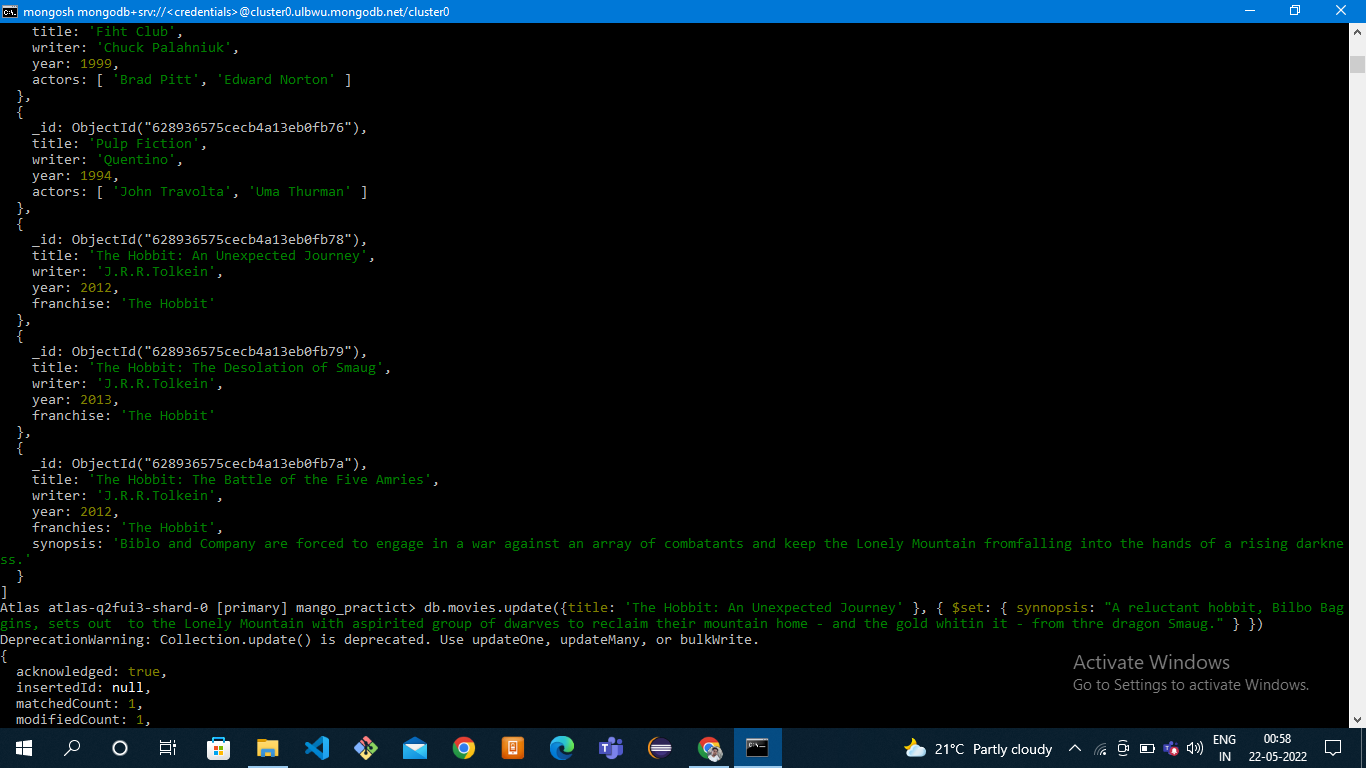 mongosh mongodb+srv://<credentials>@cluster0.ulbwu.mongodb.net/cluster0
title: 'Fiht Club',
writer: 'Chuck Palahniuk',
year: 1999,
actors: [ 'Brad Pitt', 'Edward Norton' ]
},
{
_id: ObjectId("628936575cecb4a13eb0fb76"),
title: 'Pulp Fiction',
writer: 'Quentino',
year: 1994,
actors: [ 'John Travolta', 'Uma Thurman' ]
},
{
_id: ObjectId("628936575cecb4a13eb0fb78"),
title: 'The Hobbit: An Unexpected Journey',
writer: 'J.R.R.Tolkein',
year: 2012,
franchise: 'The Hobbit'
},
{
_id: ObjectId("628936575cecb4a13eb0fb79"),
title: 'The Hobbit: The Desolation of Smaug',
writer: 'J.R.R.Tolkein',
year: 2013,
franchise: 'The Hobbit'
},
{
_id: ObjectId("628936575cecb4a13eb0fb7a"),
title: 'The Hobbit: The Battle of the Five Amries',
writer: 'J.R.R.Tolkein',
year: 2012,
franchies: 'The Hobbit',
synopsis: 'Biblo and Company are forced to engage in a war against an array of combatants and keep the Lonely Mountain fromfalling into the hands of a rising darkne
ss.'
}
]
Atlas atlas-q2fui3-shard-0 [primary] mango_practict> db.movies.update({title: 'The Hobbit: An Unexpected Journey' }, { $set: { synnopsis: "A reluctant hobbit, Bilbo Bag
gins, sets out  to the Lonely Mountain with aspirited group of dwarves to reclaim their mountain home - and the gold whitin it - from thre dragon Smaug." } })
DeprecationWarning: Collection.update() is deprecated. Use updateOne, updateMany, or bulkWrite.
{
acknowledged: true,
insertedId: null,
matchedCount: 1,
modifiedCount: 1,
Activate Windows
Go to Settings to activate Windows.
21°C Partly cloudy
ENG
IN
00:58
22-05-2022